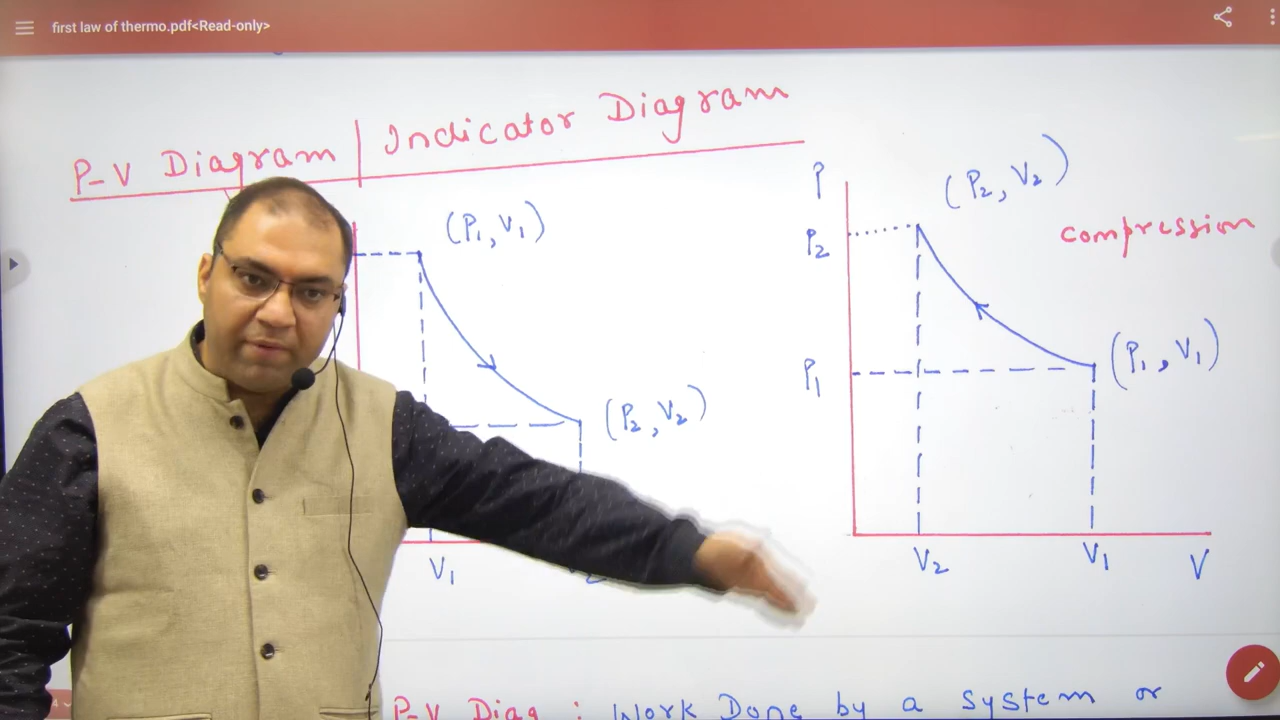 first law of thermo.pdf<Read-only>
P-V Diagram | Indicator Diagram
(P₁, V₁)
(P₂, V₂)
V₁
P
(P₂, V₂)
compression
P₂
P₁
(P₁, V₁)
V₂
V₁
V
P-V Diag : Work Done by a system or